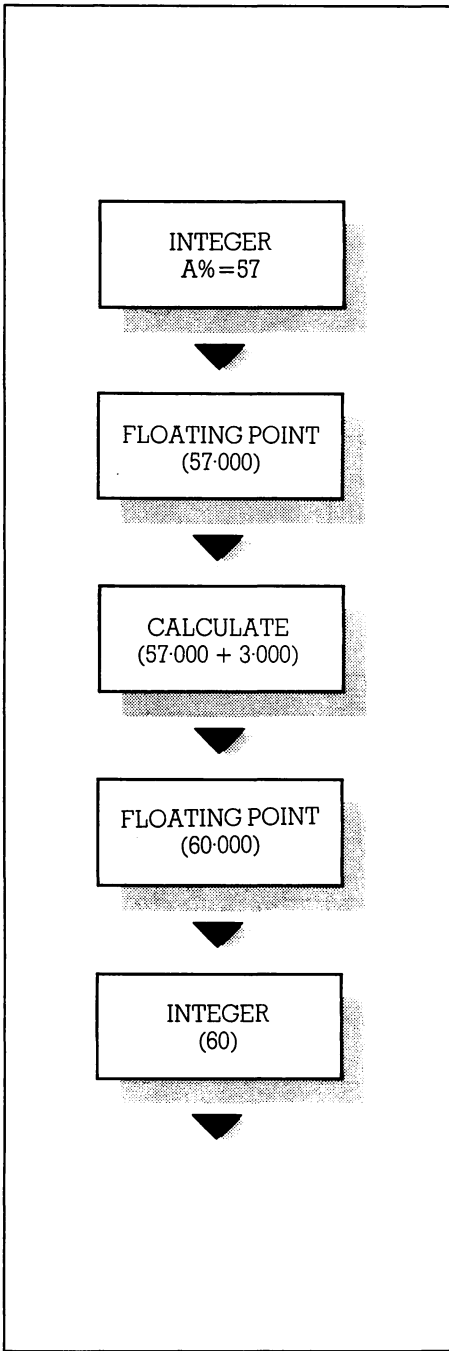 INTEGER
A%=57
FLOATING POINT
(57·000)
CALCULATE
(57·000 + 3·000)
FLOATING POINT
(60·000)
INTEGER
(60)